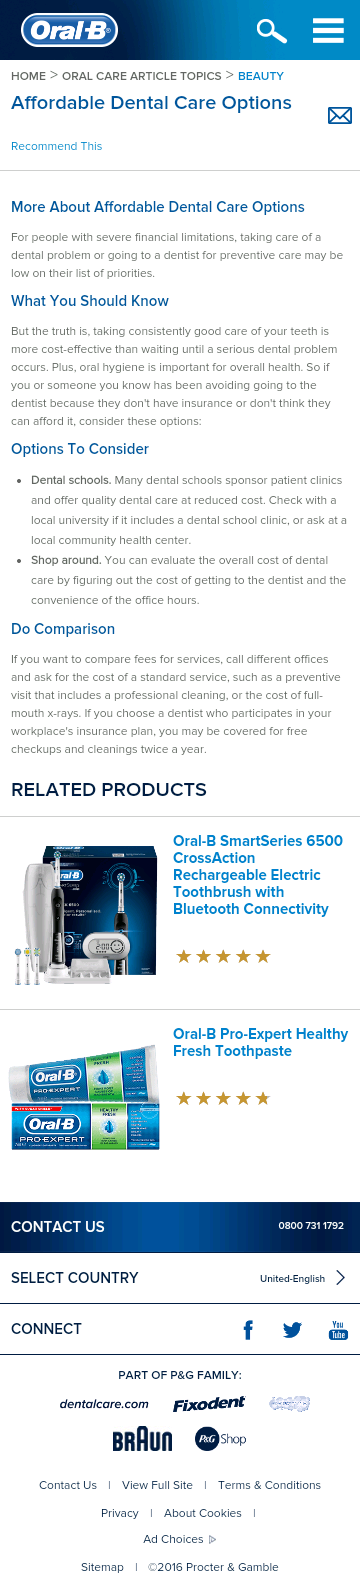 Oral-B
HOME > ORAL CARE ARTICLE TOPICS > BEAUTY
Affordable Dental Care Options
Recommend This
More About Affordable Dental Care Options
For people with severe financial limitations, taking care of a
dental problem or going to a dentist for preventive care may be
low on their list of priorities.
What You Should Know
But the truth is, taking consistently good care of your teeth is
more cost-effective than waiting until a serious dental problem
occurs. Plus, oral hygiene is important for overall health. So if
you or someone you know has been avoiding going to the
dentist because they don't have insurance or don't think they
can afford it, consider these options:
Options To Consider
• Dental schools. Many dental schools sponsor patient clinics
and offer quality dental care at reduced cost. Check with a
local university if it includes a dental school clinic, or ask at a
local community health center.
• Shop around. You can evaluate the overall cost of dental
care by figuring out the cost of getting to the dentist and the
convenience of the office hours.
Do Comparison
If you want to compare fees for services, call different offices
and ask for the cost of a standard service, such as a preventive
visit that includes a professional cleaning, or the cost of full-
mouth x-rays. If you choose a dentist who participates in your
workplace's insurance plan, you may be covered for free
checkups and cleanings twice a year.
RELATED PRODUCTS
Oral-B SmartSeries 6500
CrossAction
Rechargeable Electric
Toothbrush with
Bluetooth Connectivity
Oral-B Pro-Expert Healthy
Fresh Toothpaste
Oral-B
PRO-EXPERT
HEALTHY
FRESH
Oral-B
PRO-EXPERT
HEALTHY
FRESH
CONTACT US 0800 731 1792
SELECT COUNTRY United-English
CONNECT You Tube
PART OF P&G FAMILY:
dentalcare.com Fixodent
BRAUN P&G Shop
Contact Us | View Full Site | Terms & Conditions
Privacy | About Cookies |
Ad Choices
Sitemap | ©2016 Procter & Gamble